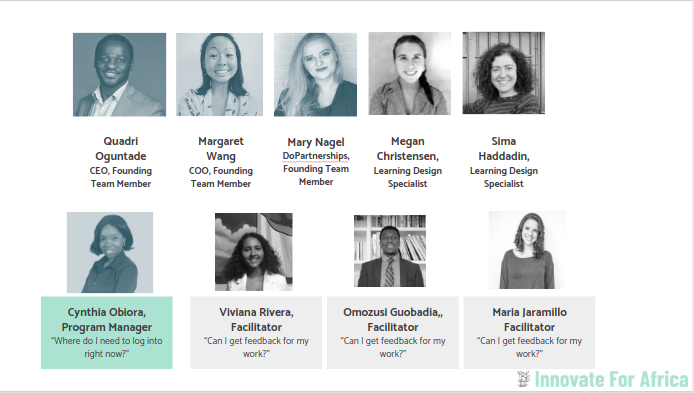 Quadri
Oguntade
CEO, Founding
Team Member
Margaret
Wang
COO, Founding
Team Member
Mary Nagel
DoPartnerships,
Founding Team
Member
Megan
Christensen,
Learning Design
Specialist
Sima
Haddadin,
Learning Design
Specialist
Cynthia Obiora,
Program Manager
“Where do I need to log into
right now?”
Viviana Rivera,
Facilitator
“Can I get feedback for my
work?”
Omozusi Guobadia,,
Facilitator
“Can I get feedback for my
work?”
Maria Jaramillo
Facilitator
“Can I get feedback for my
work?”
Innovate For Africa